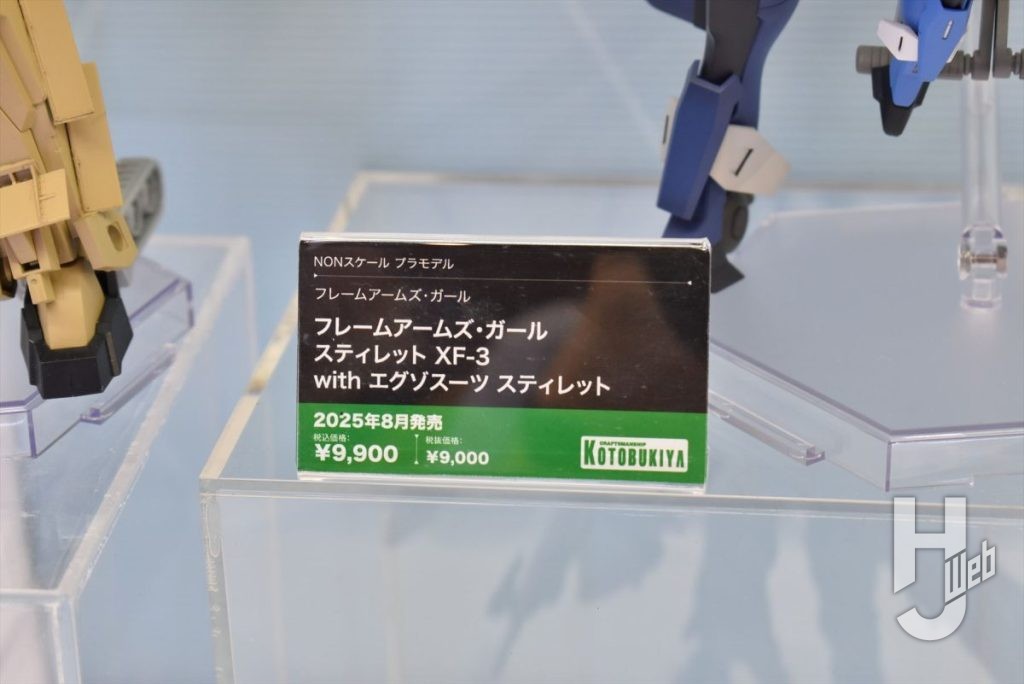 NONスケール プラモデル
フレームアームズ・ガール
フレームアームズ・ガール
スティレット XF-3
with エグゾスーツ スティレット
2025年8月発売
税込価格:
¥9,900
税抜価格:
¥9,000
CRAFTSMANSHIP
KOTOBUKIYA
HJ Web